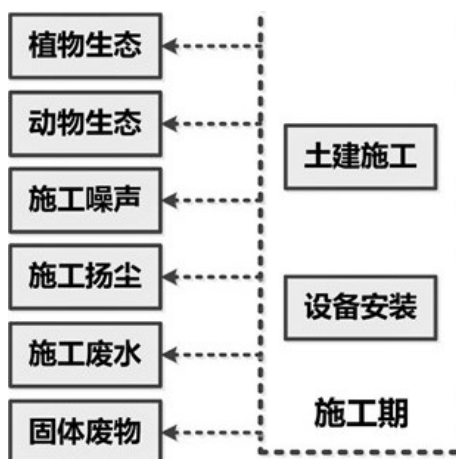 植物生态
动物生态
施工噪声
施工扬尘
施工废水
固体废物
土建施工
设备安装
施工期